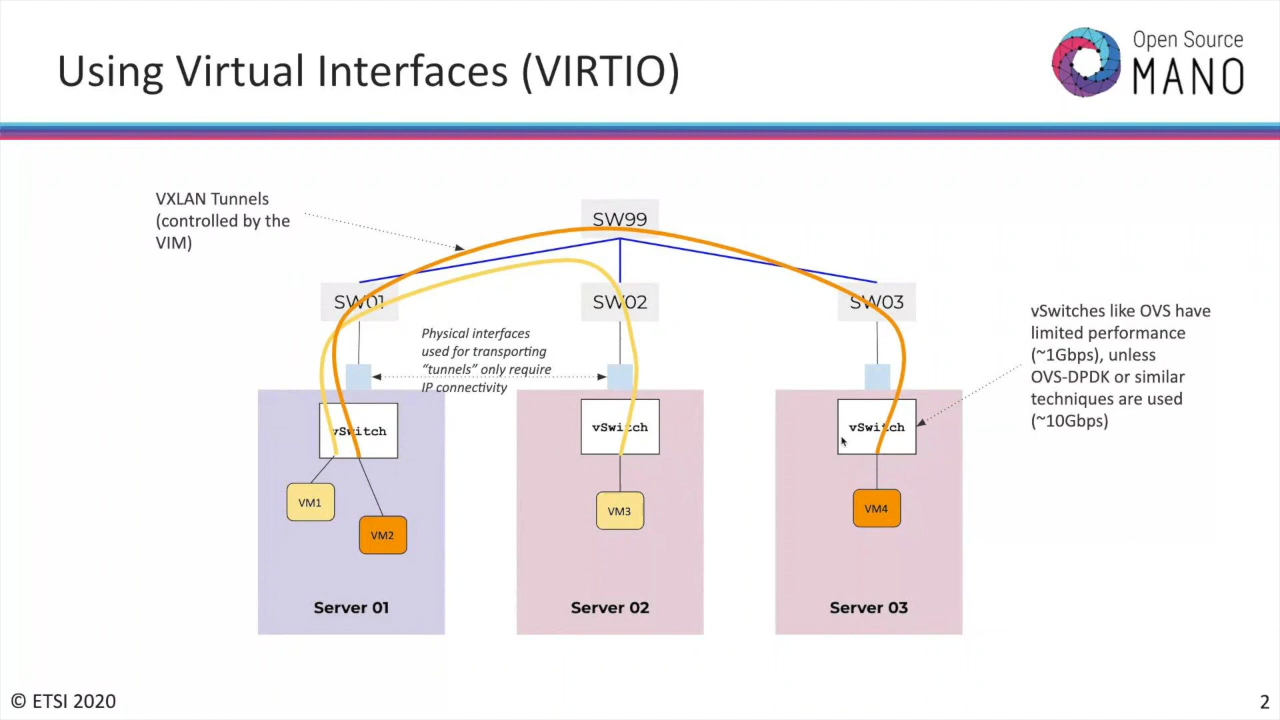 Using Virtual Interfaces (VIRTIO)
Open Source
MANO
VXLAN Tunnels
(controlled by the
VIM)
SW99
SW01
SW02
SW03
Physical interfaces
used for transporting
“tunnels” only require
IP connectivity
vSwitches like OVS have
limited performance
(~1Gbps), unless
OVS-DPDK or similar
techniques are used
(~10Gbps)
vSwitch
vSwitch
vSwitch
VM1
VM2
VM3
VM4
Server 01
Server 02
Server 03
© ETSI 2020
2